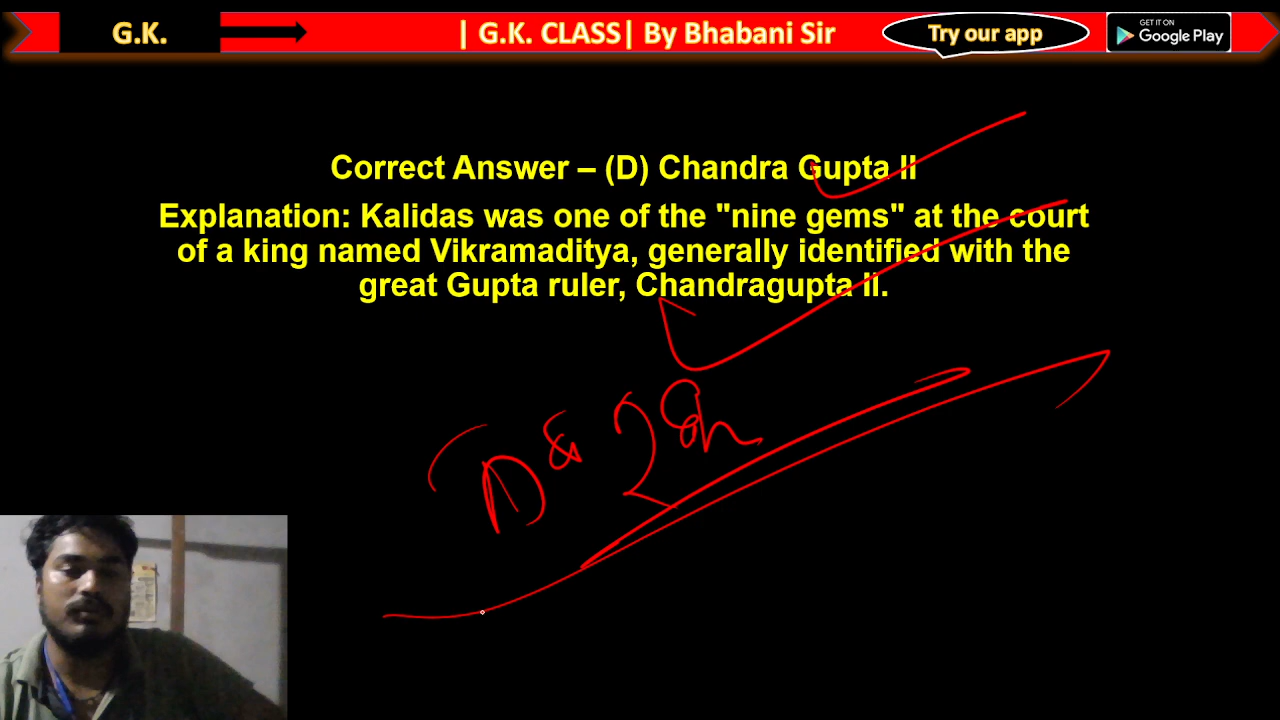 G.K.
| G.K. CLASS| By Bhabani Sir
Try our app
GET IT ON
Google Play
Correct Answer – (D) Chandra Gupta II
Explanation: Kalidas was one of the "nine gems" at the court
of a king named Vikramaditya, generally identified with the
great Gupta ruler, Chandragupta Ii.